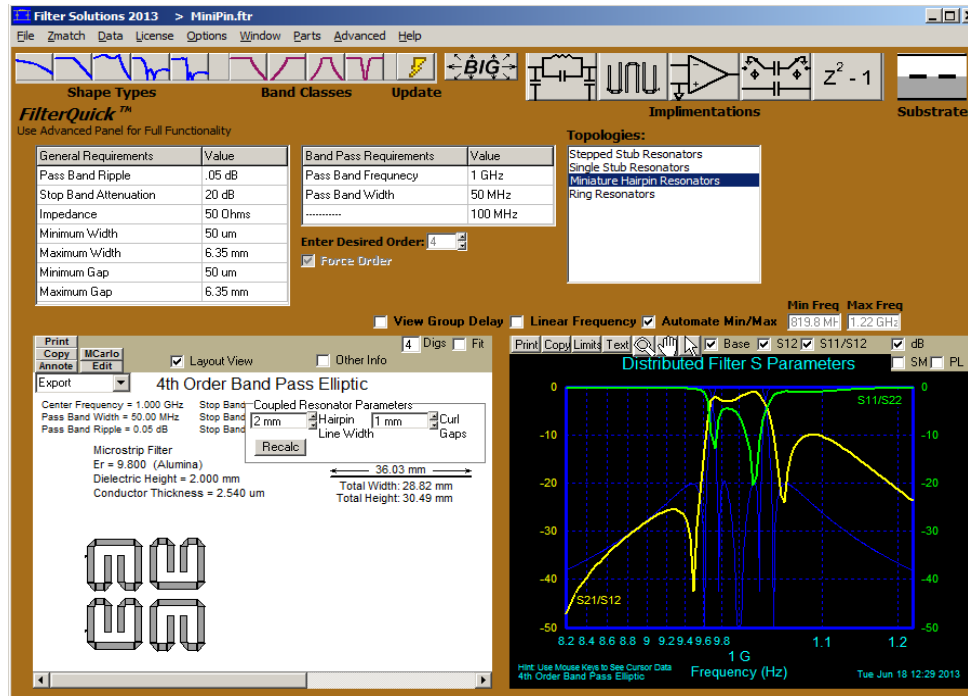 Filter Solutions 2013 > MiniPin.ftr
File Zmatch Data License Options Window Parts Advanced Help
BIG
Z² - 1
Shape Types Band Classes Update Implimentations Substrate
FilterQuick ™
Use Advanced Panel for Full Functionality
General Requirements Value
Pass Band Ripple .05 dB
Stop Band Attenuation 20 dB
Impedance 50 Ohms
Minimum Width 50 um
Maximum Width 6.35 mm
Minimum Gap 50 um
Maximum Gap 6.35 mm
Band Pass Requirements Value
Pass Band Frequnecy 1 GHz
Pass Band Width 50 MHz
----------- 100 MHz
Enter Desired Order: 4
Force Order
Topologies:
Stepped Stub Resonators
Single Stub Resonators
Miniature Hairpin Resonators
Ring Resonators
Min Freq Max Freq
View Group Delay Linear Frequency Automate Min/Max 819.8 MH 1.22 GHz
Print
Copy MCarlo
Annote Edit
Layout View Other Info 4 Digs Fit
Export
4th Order Band Pass Elliptic
Center Frequency = 1.000 GHz Stop Band
Pass Band Width = 50.00 MHz Stop Band
Pass Band Ripple = 0.05 dB Stop Band
Coupled Resonator Parameters
2 mm Hairpin Line Width 1 mm Curl Gaps
Recalc
Microstrip Filter
Er = 9.800 (Alumina)
Dielectric Height = 2.000 mm
Conductor Thickness = 2.540 um
36.03 mm
Total Width: 28.82 mm
Total Height: 30.49 mm
Print Copy Limits Text Base S12 S11/S12 dB
Distributed Filter S Parameters SM PL
0 0
S11/S22
-10 -10
-20 -20
-30 -30
-40 -40
S21/S12
-50 -50
8.2 8.4 8.6 8.8 9 9.2 9.4 9.6 9.8 1.1 1.2
1 G
Hint: Use Mouse Keys to See Cursor Data
4th Order Band Pass Elliptic
Frequency (Hz)
Tue Jun 18 12:29 2013